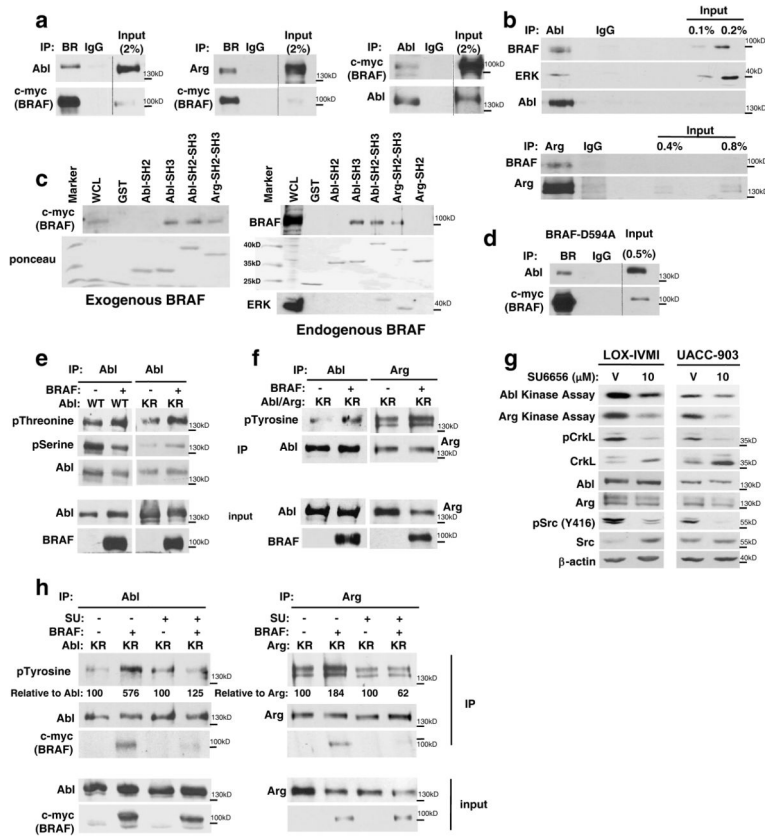 a
IP: BR IgG Input (2%)
Abl 130kD
c-myc (BRAF) 100kD
IP: BR IgG Input (2%)
Arg 130kD
c-myc (BRAF) 100kD
IP: Abl IgG Input (2%)
c-myc (BRAF) 100kD
Abl 130kD
b
Input
IP: Abl IgG 0.1% 0.2%
BRAF 100kD
ERK 40kD
Abl 130kD
Input
IP: Arg IgG 0.4% 0.8%
BRAF 100kD
Arg 130kD
c
Marker WCL GST Abl-SH2 Abl-SH3 Abl-SH2-SH3 Arg-SH2-SH3
c-myc (BRAF)
ponceau
Exogenous BRAF
Marker WCL GST Abl-SH2 Abl-SH3 Abl-SH2-SH3 Arg-SH2-SH3 Arg-SH2
BRAF 100kD
40kD
35kD
25kD
ERK 40kD
Endogenous BRAF
d
BRAF-D594A Input
IP: BR IgG (0.5%)
Abl 130kD
c-myc (BRAF) 100kD
e
IP: Abl Abl
BRAF: - + - +
Abl: WT WT KR KR
pThreonine 130kD
pSerine 130kD
Abl 130kD
Abl 130kD
BRAF 100kD
f
IP: Abl Arg
BRAF: - + - +
Abl/Arg: KR KR KR KR
pTyrosine 130kD
IP Abl Arg 130kD
input Abl Arg 130kD
BRAF 100kD
g
LOX-IVMI UACC-903
SU6656 (µM) V 10 V 10
Abl Kinase Assay
Arg Kinase Assay
pCrkL 35kD
CrkL 35kD
Abl 130kD
Arg 130kD
pSrc (Y416) 55kD
Src 55kD
β-actin 40kD
h
IP: Abl
SU: - - + +
BRAF: - + - +
Abl: KR KR KR KR
pTyrosine 130kD
Relative to Abl: 100 576 100 125
Abl 130kD
c-myc (BRAF) 100kD
Abl 130kD
c-myc (BRAF) 100kD
IP: Arg
SU: - - + +
BRAF: - + - +
Arg: KR KR KR KR
130kD
Relative to Arg: 100 184 100 62
Arg 130kD
100kD
IP
Arg 130kD
100kD
input